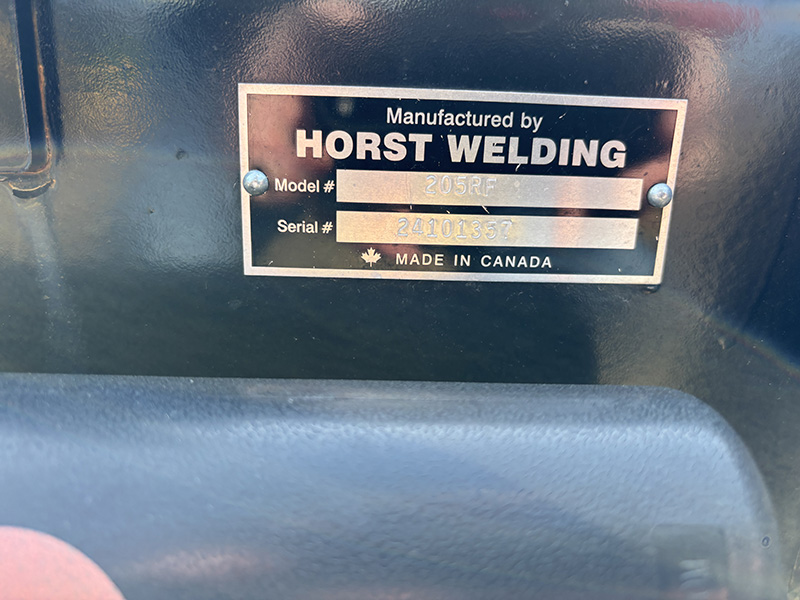 Manufactured by
HORST WELDING
Model # 205RF
Serial # 24101357
MADE IN CANADA